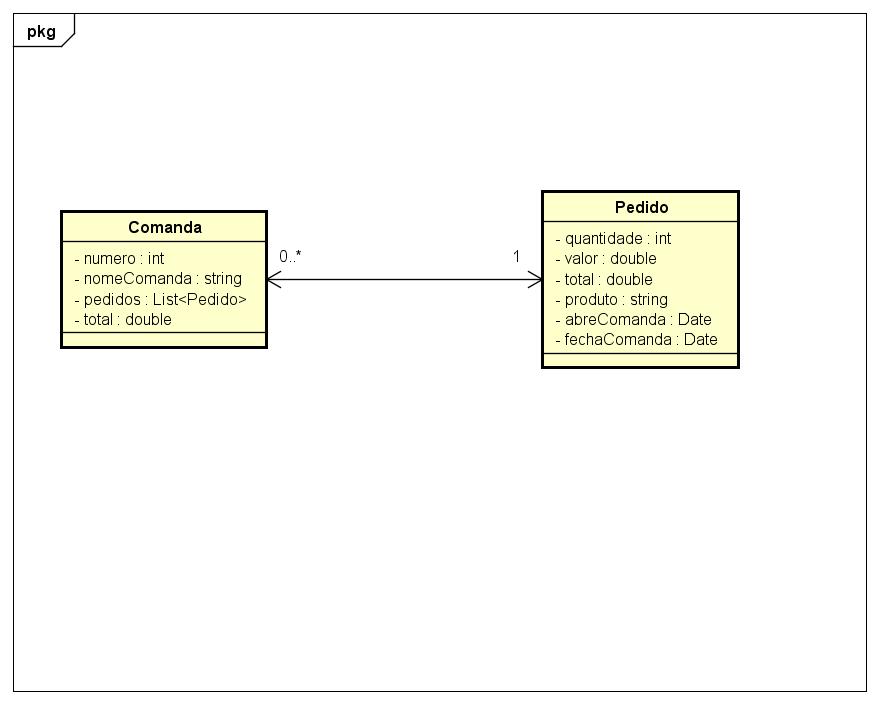 pkg
Comanda
- numero : int
- nomeComanda : string
- pedidos : List<Pedido>
- total : double
0..*
1
Pedido
- quantidade : int
- valor : double
- total : double
- produto : string
- abreComanda : Date
- fechaComanda : Date